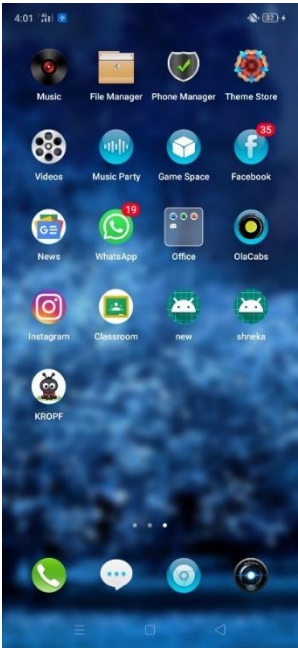 4:01 32
Music File Manager Phone Manager Theme Store
35
Videos Music Party Game Space Facebook
19
News WhatsApp Office OlaCabs
Instagram Classroom new shneka
KROPF